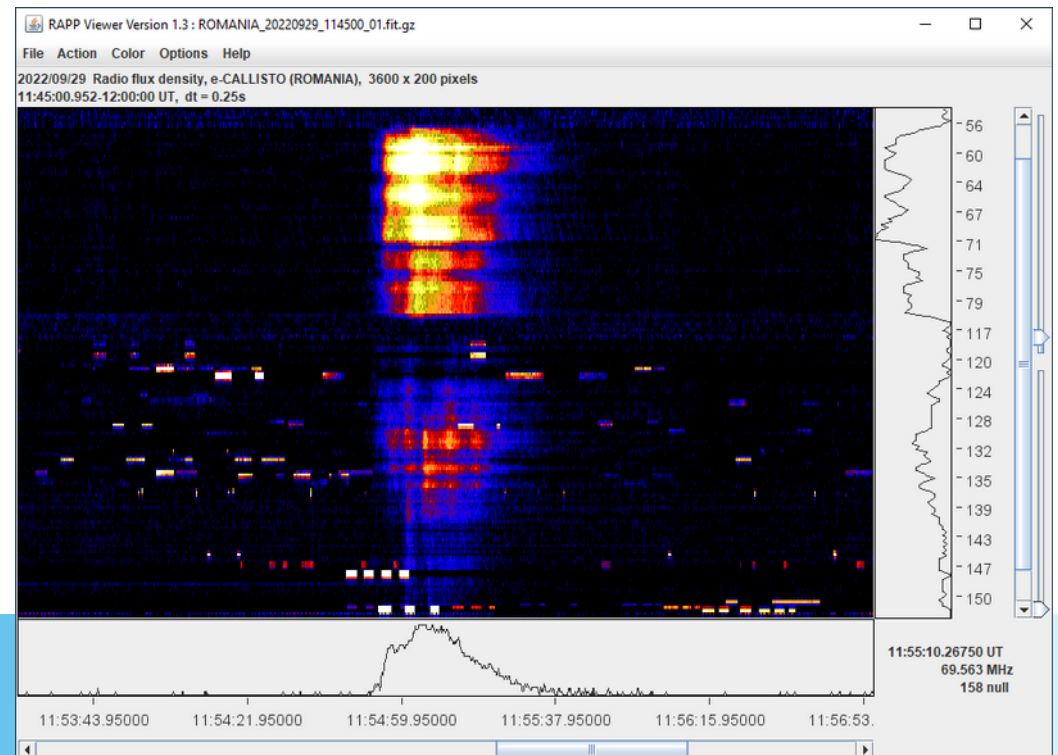 RAPP Viewer Version 1.3 : ROMANIA_20220929_114500_01.fit.gz
File Action Color Options Help
2022/09/29 Radio flux density, e-CALLISTO (ROMANIA), 3600 x 200 pixels
11:45:00.952-12:00:00 UT, dt = 0.25s
56
60
64
67
71
75
79
117
120
124
128
132
135
139
143
147
150
11:55:10.26750 UT
69.563 MHz
158 null
11:53:43.95000 11:54:21.95000 11:54:59.95000 11:55:37.95000 11:56:15.95000 11:56:53.